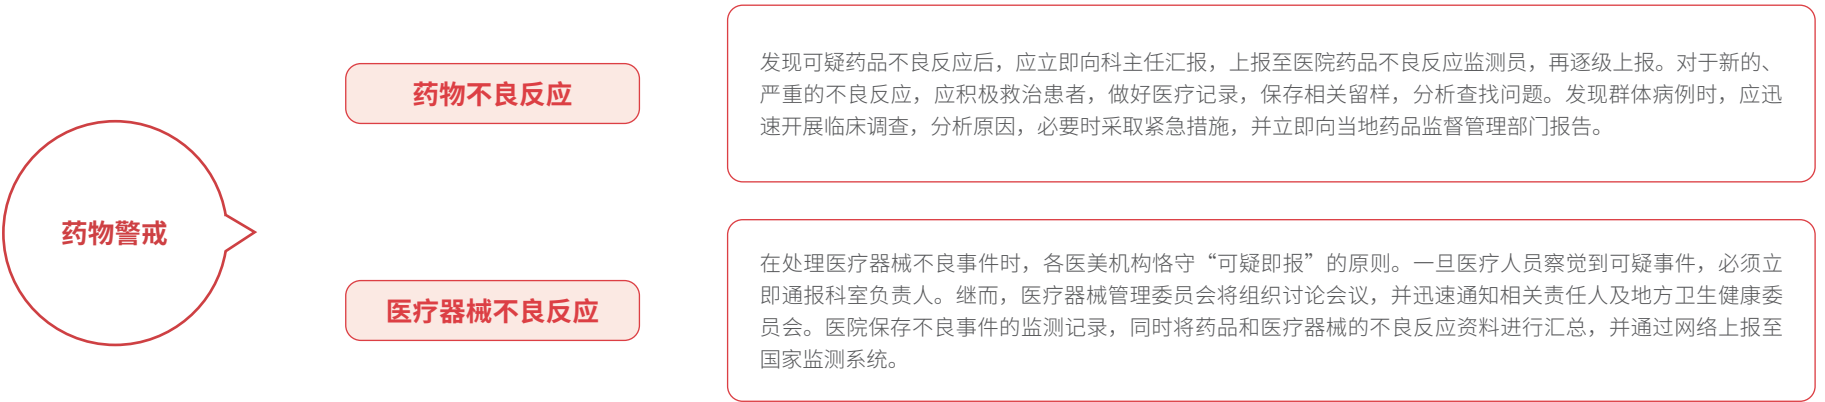 药物警戒
药物不良反应
发现可疑药品不良反应后，应立即向科主任汇报，上报至医院药品不良反应监测员，再逐级上报。对于新的、
严重的不良反应，应积极救治患者，做好医疗记录，保存相关留样，分析查找问题。发现群体病例时，应迅
速开展临床调查，分析原因，必要时采取紧急措施，并立即向当地药品监督管理部门报告。
医疗器械不良反应
在处理医疗器械不良事件时，各医美机构恪守“可疑即报”的原则。一旦医疗人员察觉到可疑事件，必须立
即通报科室负责人。继而，医疗器械管理委员会将组织讨论会议，并迅速通知相关责任人及地方卫生健康委
员会。医院保存不良事件的监测记录，同时将药品和医疗器械的不良反应资料进行汇总，并通过网络上报至
国家监测系统。